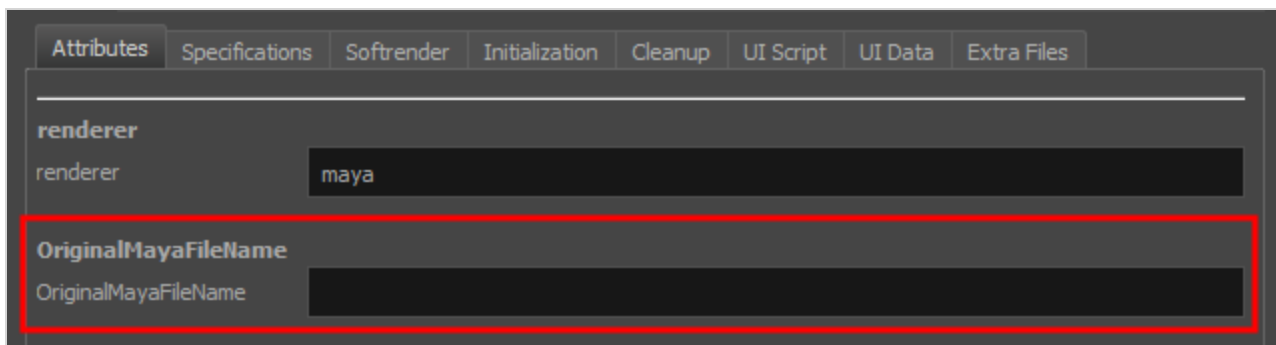 Attributes Specifications Softrender Initialization Cleanup UI Script UI Data Extra Files
renderer
renderer maya
OriginalMayaFileName
OriginalMayaFileName